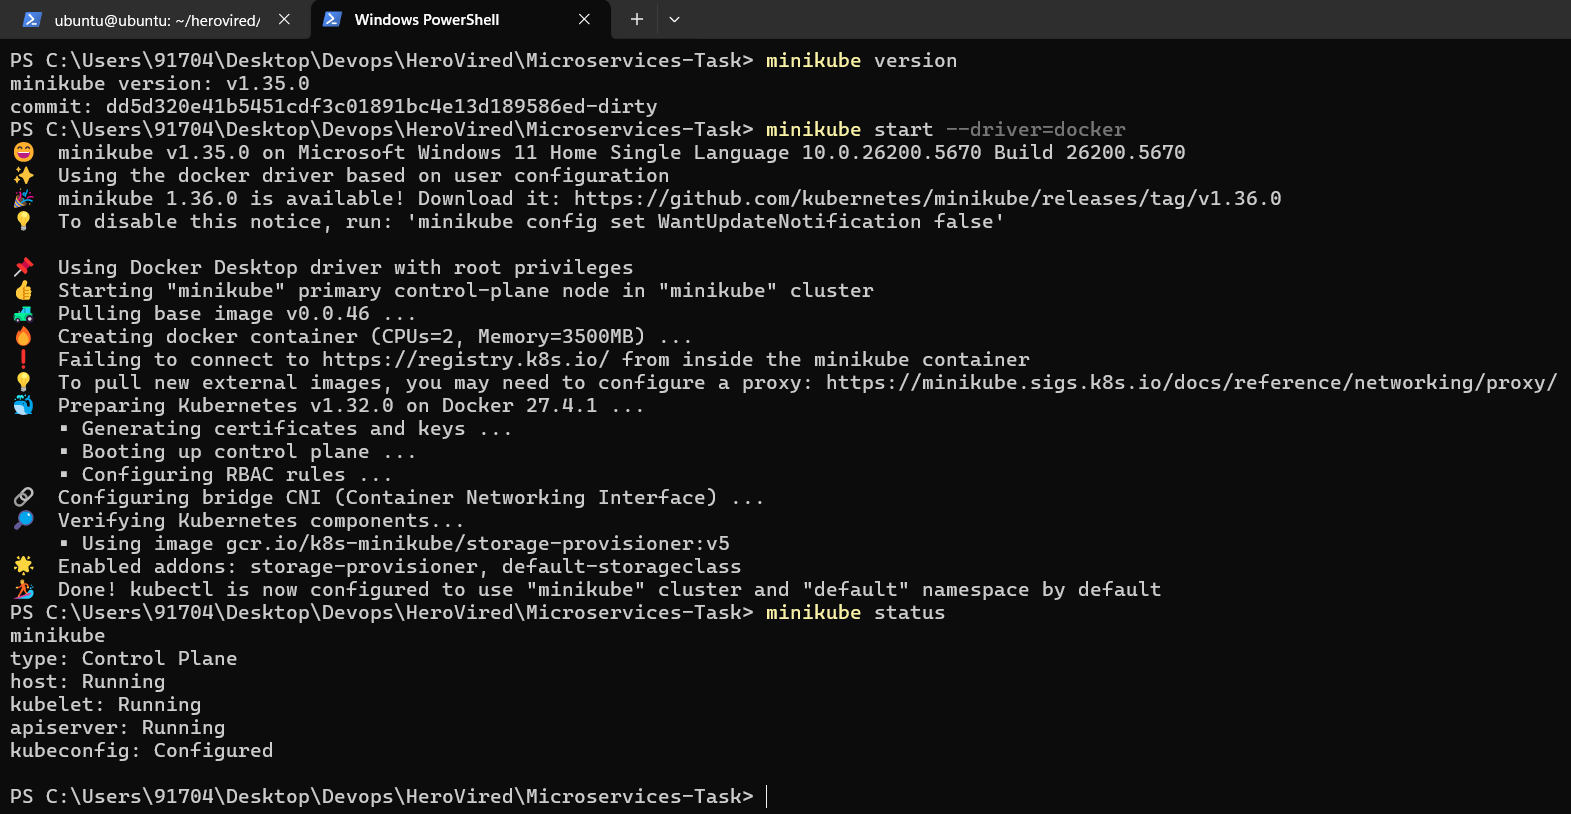 ubuntu@ubuntu: ~/herovired/
Windows PowerShell
PS C:\Users\91704\Desktop\Devops\HeroVired\Microservices-Task> minikube version
minikube version: v1.35.0
commit: dd5d320e41b5451cdf3c01891bc4e13d189586ed-dirty
PS C:\Users\91704\Desktop\Devops\HeroVired\Microservices-Task> minikube start --driver=docker
😄  minikube v1.35.0 on Microsoft Windows 11 Home Single Language 10.0.26200.5670 Build 26200.5670
✨  Using the docker driver based on user configuration
🎉  minikube 1.36.0 is available! Download it: https://github.com/kubernetes/minikube/releases/tag/v1.36.0
💡  To disable this notice, run: 'minikube config set WantUpdateNotification false'
📌  Using Docker Desktop driver with root privileges
👍  Starting "minikube" primary control-plane node in "minikube" cluster
🚜  Pulling base image v0.0.46 ...
🔥  Creating docker container (CPUs=2, Memory=3500MB) ...
❗  Failing to connect to https://registry.k8s.io/ from inside the minikube container
💡  To pull new external images, you may need to configure a proxy: https://minikube.sigs.k8s.io/docs/reference/networking/proxy/
🐳  Preparing Kubernetes v1.32.0 on Docker 27.4.1 ...
▪ Generating certificates and keys ...
▪ Booting up control plane ...
▪ Configuring RBAC rules ...
🔗  Configuring bridge CNI (Container Networking Interface) ...
🔎  Verifying Kubernetes components...
▪ Using image gcr.io/k8s-minikube/storage-provisioner:v5
🌟  Enabled addons: storage-provisioner, default-storageclass
🏄  Done! kubectl is now configured to use "minikube" cluster and "default" namespace by default
PS C:\Users\91704\Desktop\Devops\HeroVired\Microservices-Task> minikube status
minikube
type: Control Plane
host: Running
kubelet: Running
apiserver: Running
kubeconfig: Configured
PS C:\Users\91704\Desktop\Devops\HeroVired\Microservices-Task>